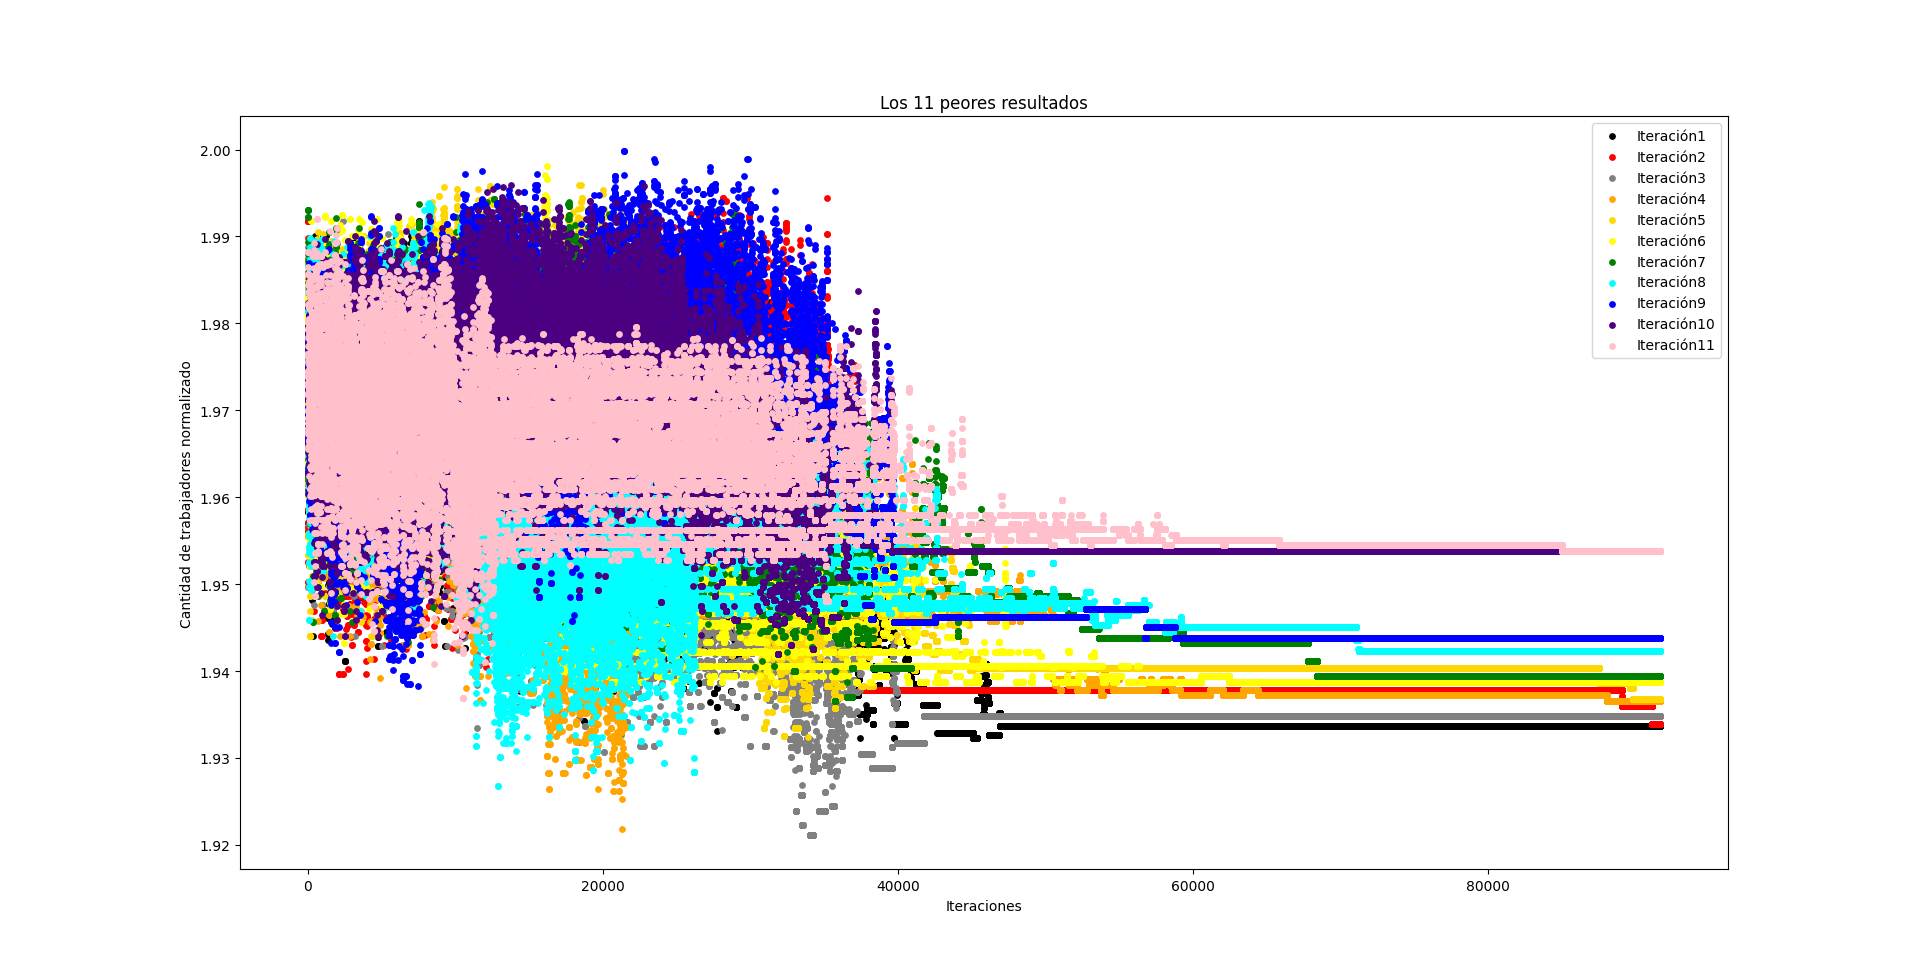 Los 11 peores resultados
Cantidad de trabajadores normalizado
2.00
1.99
1.98
1.97
1.96
1.95
1.94
1.93
1.92
0
20000
40000
60000
80000
Iteraciones
Iteración1
Iteración2
Iteración3
Iteración4
Iteración5
Iteración6
Iteración7
Iteración8
Iteración9
Iteración10
Iteración11